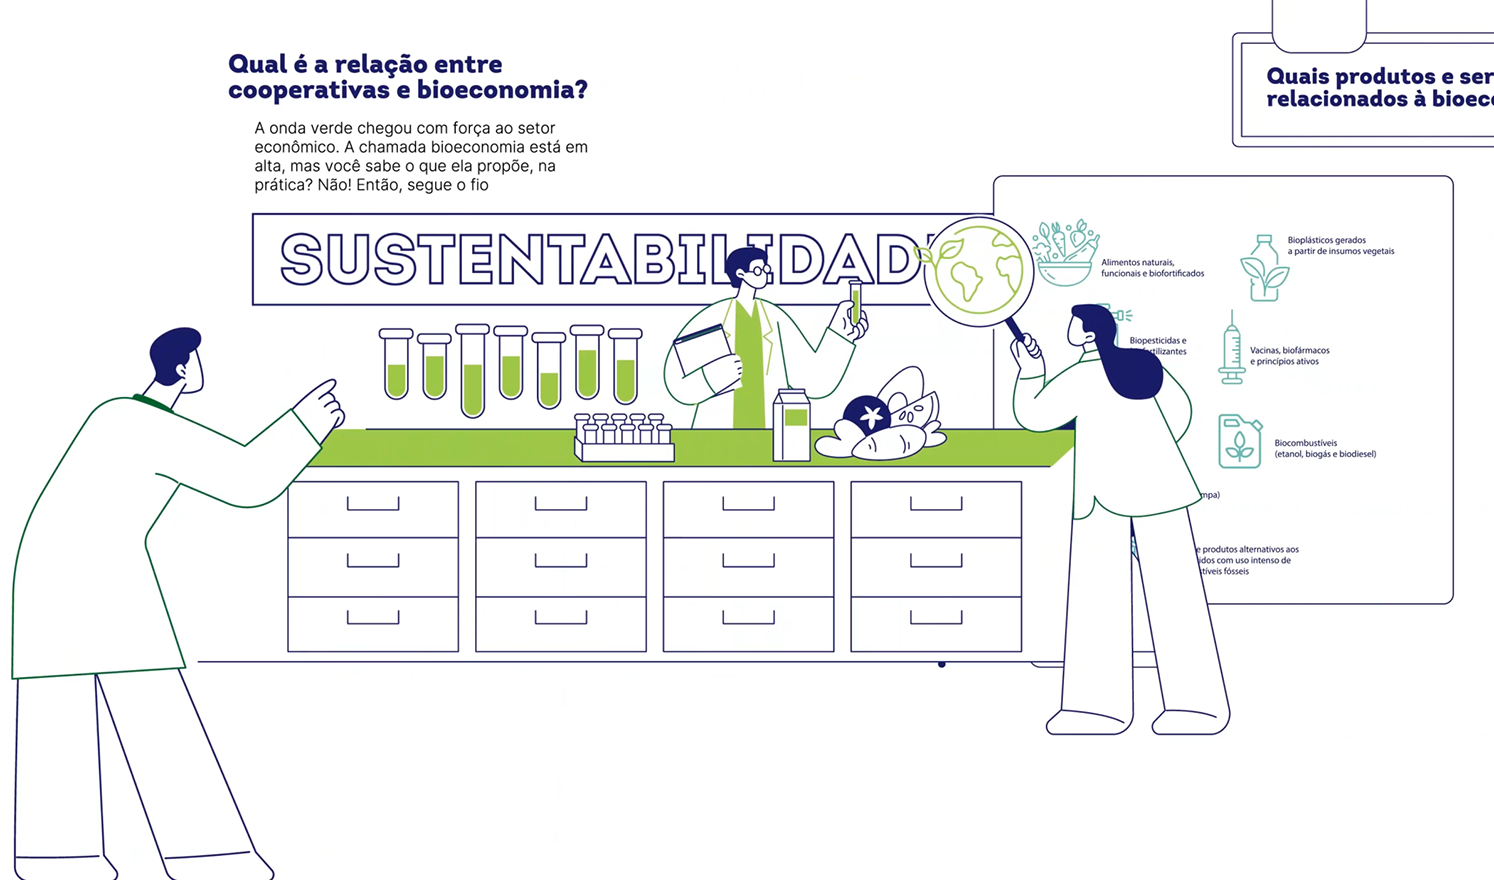 Qual é a relação entre
cooperativas e bioeconomia?
A onda verde chegou com força ao setor
econômico. A chamada bioeconomia está em
alta, mas você sabe o que ela propõe, na
prática? Não! Então, segue o fio
SUSTENTABILIDAD
Quais produtos e ser
relacionados à bioec
Alimentos naturais,
funcionais e biofortificados
Bioplásticos gerados
a partir de insumos vegetais
Biopesticidas e
fertilizantes
Vacinas, biofármacos
e princípios ativos
Biocombustíveis
(etanol, biogás e biodiesel)
mpa)
e produtos alternativos aos
idos com uso intenso de
tíveis fósseis